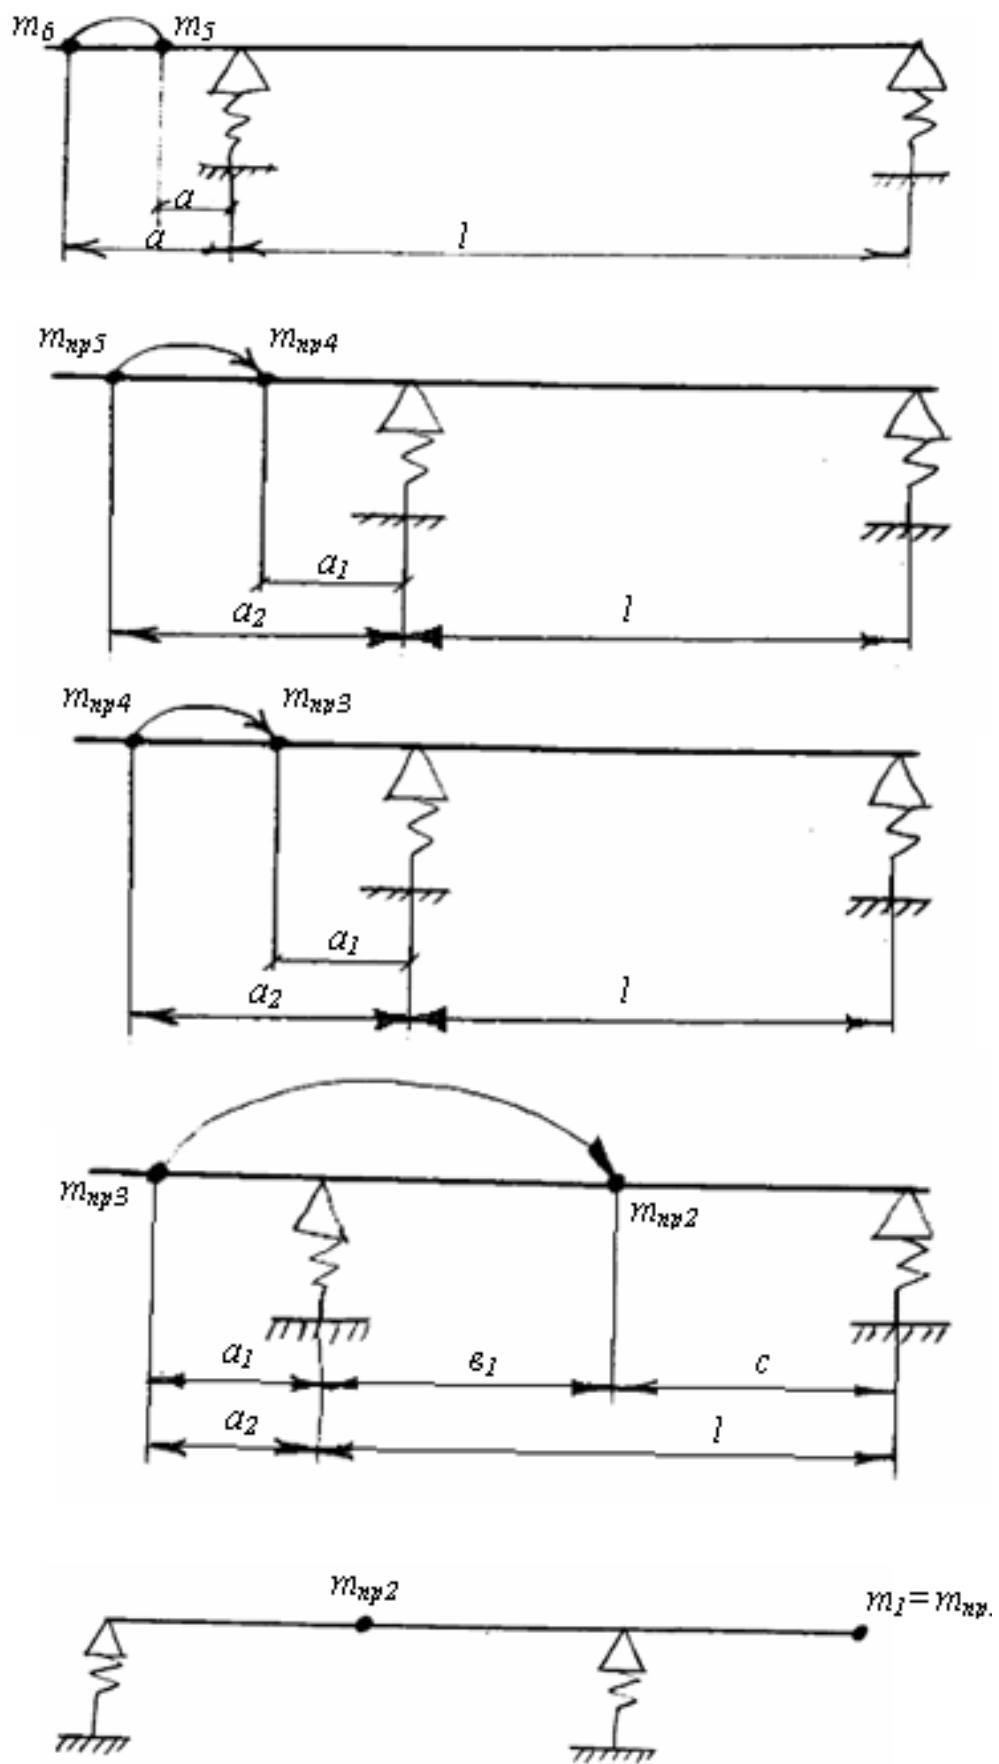 m₆ m₅
a
a l
mпр5 mпр4
a₁
a₂ l
mпр4 mпр3
a₁
a₂ l
mпр3 mпр2
a₁ в₁ c
a₂ l
mпр2 m₁=mпр.